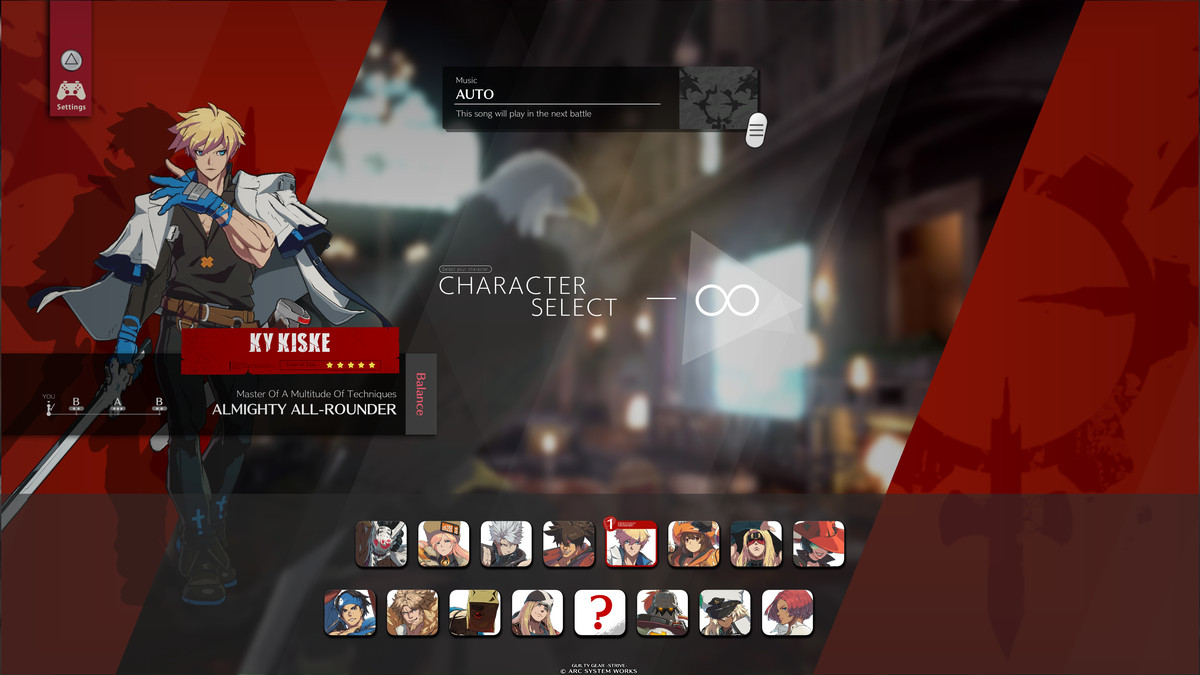 Settings
Music
AUTO
This song will play in the next battle
Select your character.
CHARACTER
SELECT
KY KISKE
YOU
B
A
B
Master Of A Multitude Of Techniques
ALMIGHTY ALL-ROUNDER
Balance
1
?
GUILTY GEAR -STRIVE-
© ARC SYSTEM WORKS